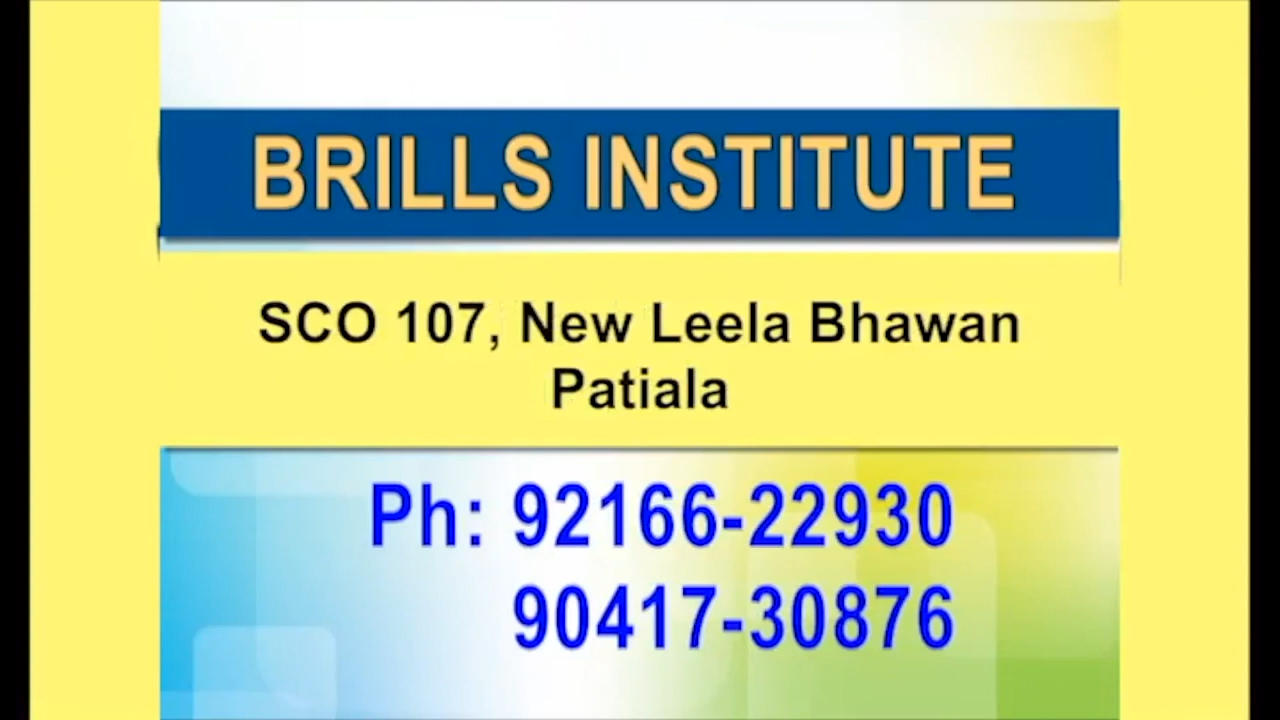 BRILLS INSTITUTE
SCO 107, New Leela Bhawan
Patiala
Ph: 92166-22930
90417-30876